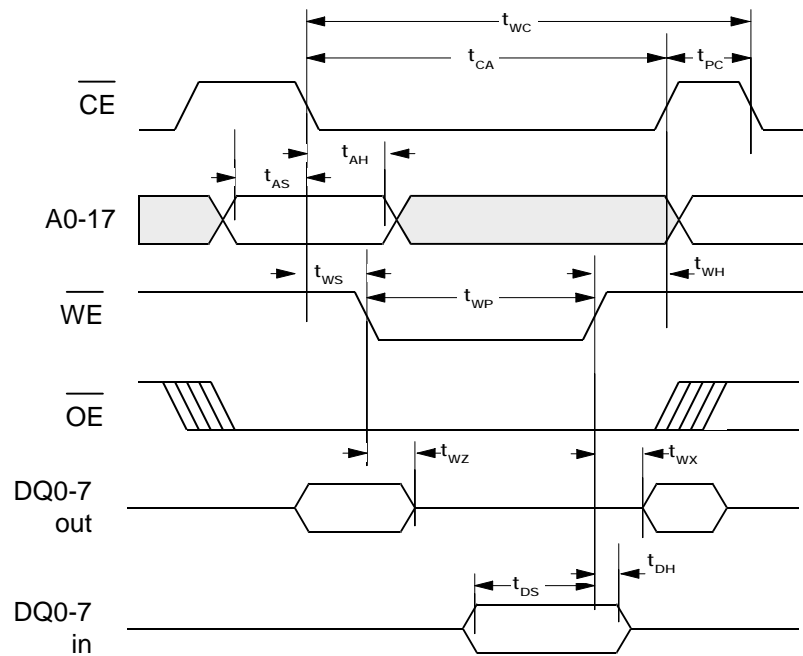 tWC
tCA
tPC
CE
tAH
tAS
A0-17
tWS
tWH
tWP
WE
OE
tWZ
tWX
DQ0-7
out
tDH
tDS
DQ0-7
in